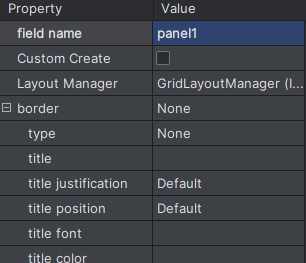 Property Value
field name panel1
Custom Create
Layout Manager GridLayoutManager (I...
border None
type None
title
title justification Default
title position Default
title font
title color